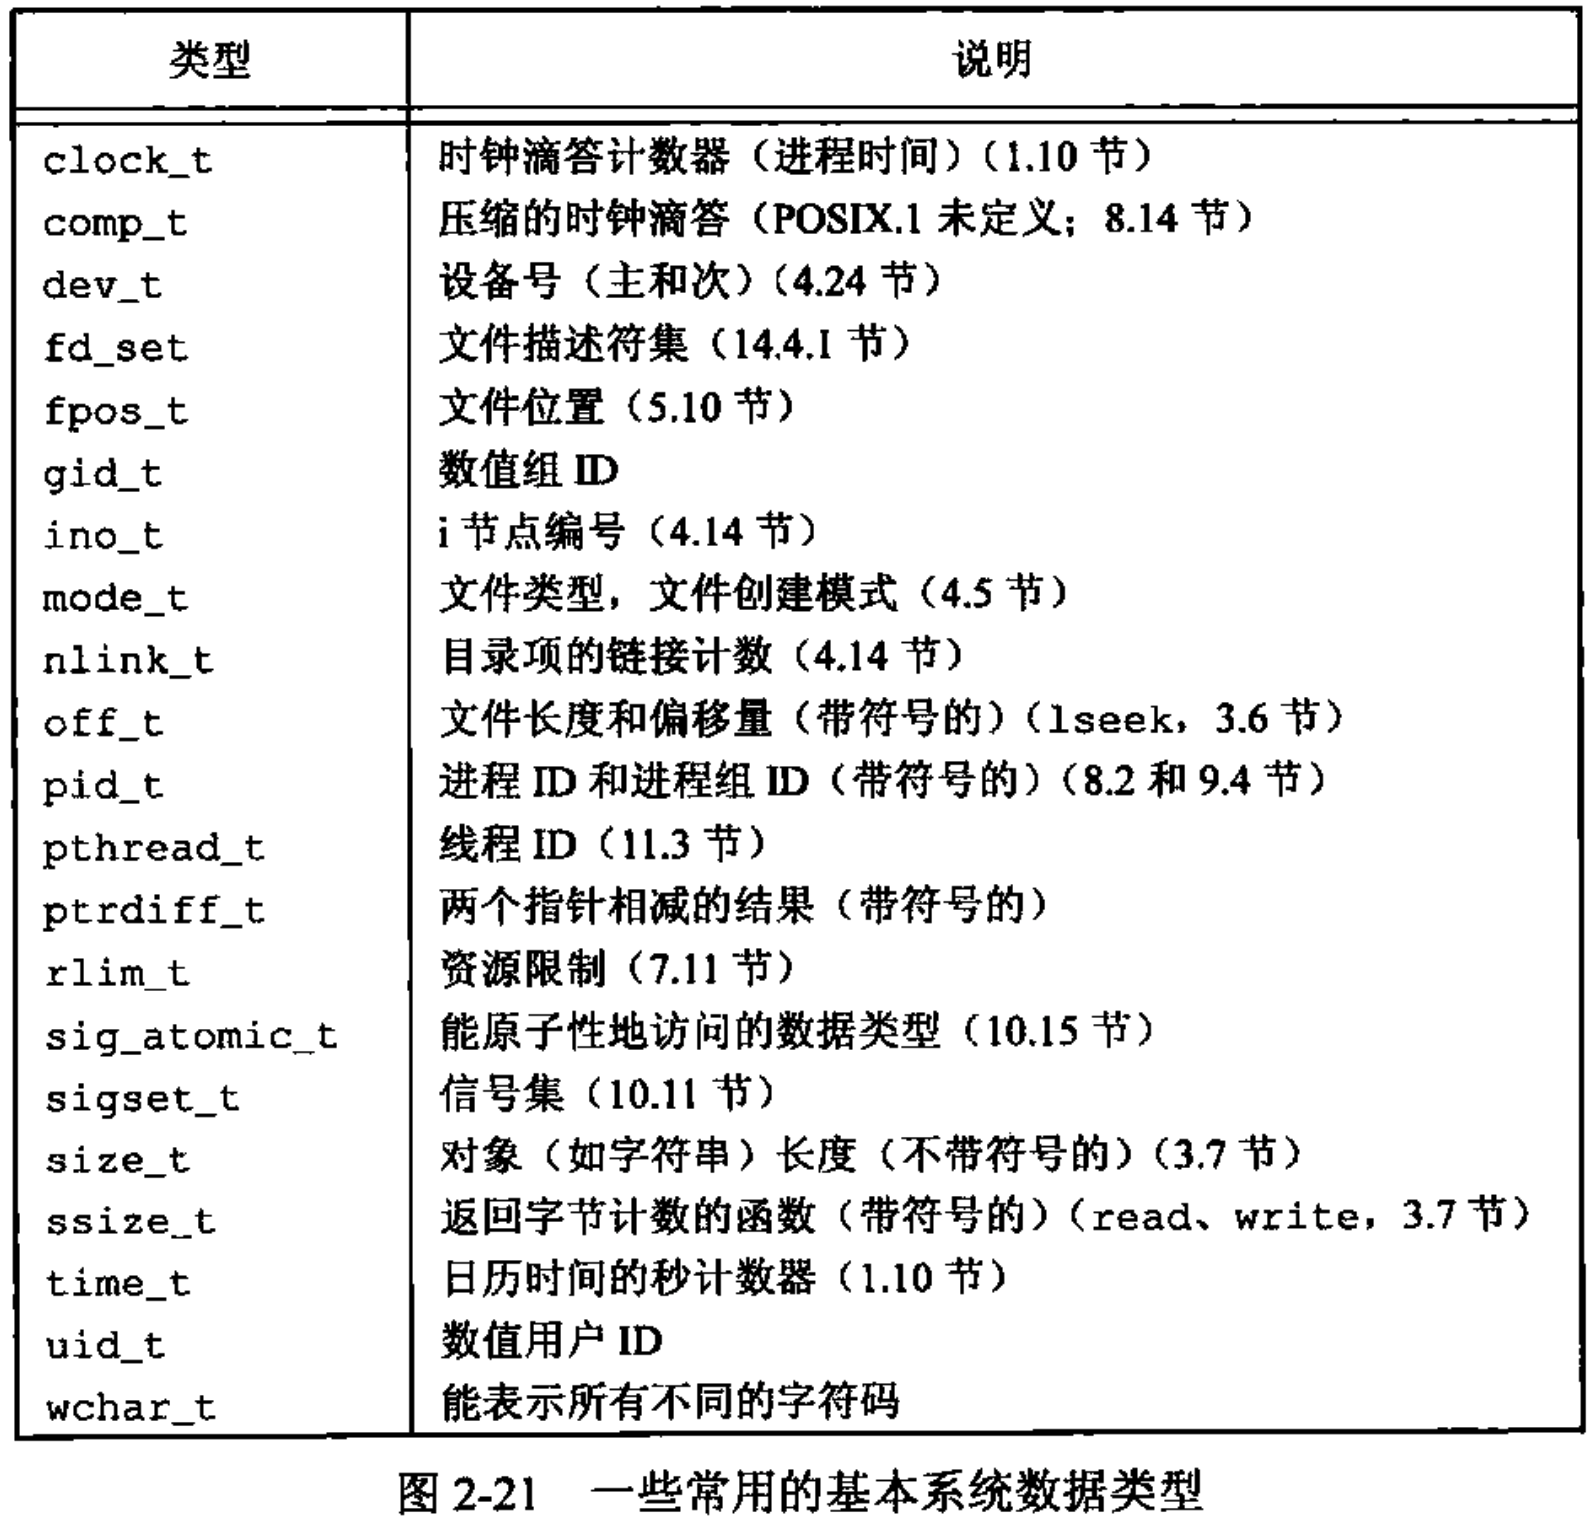 类型 说明
clock_t 时钟滴答计数器（进程时间）（1.10 节）
comp_t 压缩的时钟滴答（POSIX.1 未定义；8.14 节）
dev_t 设备号（主和次）（4.24 节）
fd_set 文件描述符集（14.4.1 节）
fpos_t 文件位置（5.10 节）
gid_t 数值组 ID
ino_t i 节点编号（4.14 节）
mode_t 文件类型，文件创建模式（4.5 节）
nlink_t 目录项的链接计数（4.14 节）
off_t 文件长度和偏移量（带符号的）（lseek，3.6 节）
pid_t 进程 ID 和进程组 ID（带符号的）（8.2 和 9.4 节）
pthread_t 线程 ID（11.3 节）
ptrdiff_t 两个指针相减的结果（带符号的）
rlim_t 资源限制（7.11 节）
sig_atomic_t 能原子性地访问的数据类型（10.15 节）
sigset_t 信号集（10.11 节）
size_t 对象（如字符串）长度（不带符号的）（3.7 节）
ssize_t 返回字节计数的函数（带符号的）（read、write，3.7 节）
time_t 日历时间的秒计数器（1.10 节）
uid_t 数值用户 ID
wchar_t 能表示所有不同的字符码
图 2-21 一些常用的基本系统数据类型